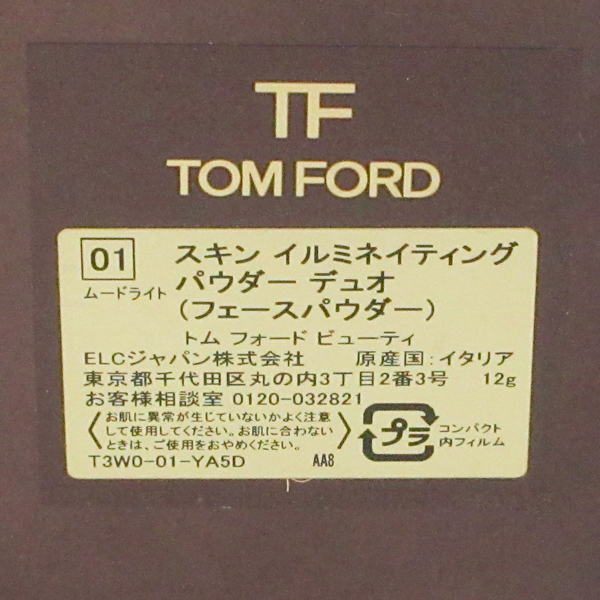 TF
TOM FORD
01 スキン イルミネイティング
ムードライト パウダー デュオ
(フェースパウダー)
トム フォード ビューティ
ELCジャパン株式会社 原産国:イタリア
東京都千代田区丸の内3丁目2番3号 12g
お客様相談室 0120-032821
お肌に異常が生じていないかよく注意
して使用してください。お肌に合わない
ときは、ご使用をおやめください。
プラ コンパクト
内フィルム
T3W0-01-YA5D AA8